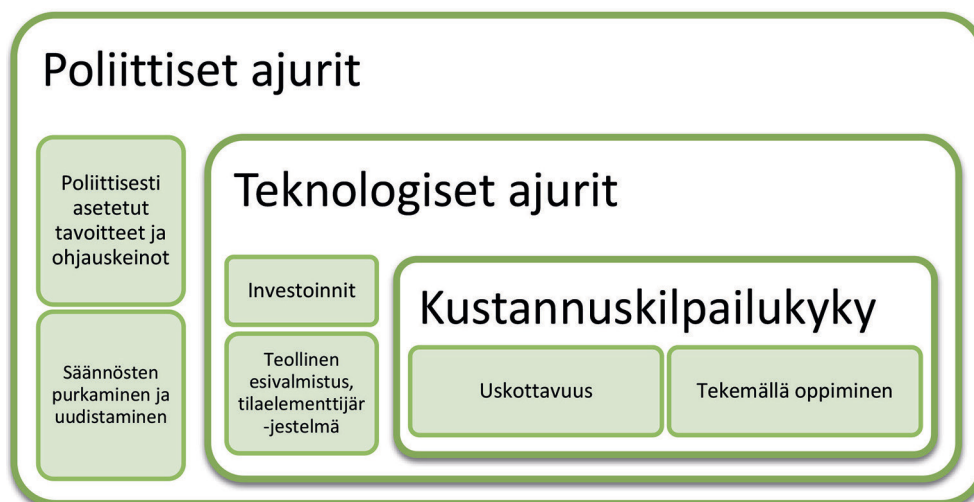 Poliittiset ajurit
Poliittisesti
asetetut
tavoitteet ja
ohjauskeinot
Säännösten
purkaminen ja
uudistaminen
Teknologiset ajurit
Investoinnit
Teollinen
esivalmistus,
tilaelementtijär
-jestelmä
Kustannuskilpailukyky
Uskottavuus
Tekemällä oppiminen